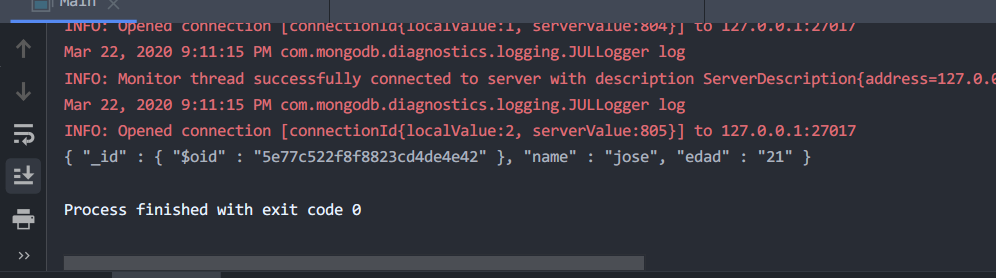 Main
INFO: Opened connection [connectionId{localValue:1, serverValue:804}] to 127.0.0.1:27017
Mar 22, 2020 9:11:15 PM com.mongodb.diagnostics.logging.JULLogger log
INFO: Monitor thread successfully connected to server with description ServerDescription{address=127.0.0
Mar 22, 2020 9:11:15 PM com.mongodb.diagnostics.logging.JULLogger log
INFO: Opened connection [connectionId{localValue:2, serverValue:805}] to 127.0.0.1:27017
{ "_id" : { "$oid" : "5e77c522f8f8823cd4de4e42" }, "name" : "jose", "edad" : "21" }
Process finished with exit code 0